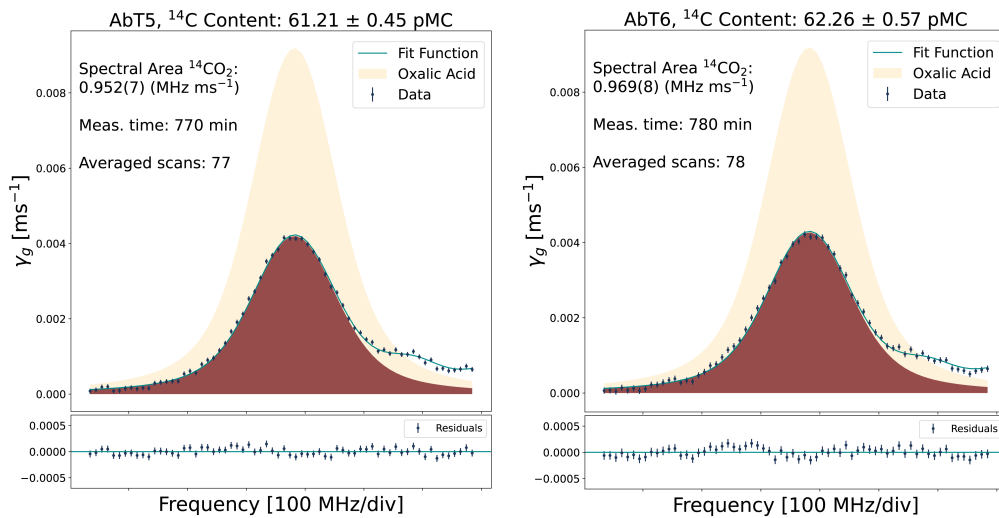 AbT5, ¹⁴C Content: 61.21 ± 0.45 pMC
Spectral Area ¹⁴CO₂:
0.952(7) (MHz ms⁻¹)
Meas. time: 770 min
Averaged scans: 77
Fit Function
Oxalic Acid
Data
γg [ms⁻¹]
0.008
0.006
0.004
0.002
0.000
Residuals
0.0005
0.0000
−0.0005
Frequency [100 MHz/div]
AbT6, ¹⁴C Content: 62.26 ± 0.57 pMC
Spectral Area ¹⁴CO₂:
0.969(8) (MHz ms⁻¹)
Meas. time: 780 min
Averaged scans: 78
Fit Function
Oxalic Acid
Data
γg [ms⁻¹]
0.008
0.006
0.004
0.002
0.000
Residuals
0.0005
0.0000
−0.0005
Frequency [100 MHz/div]